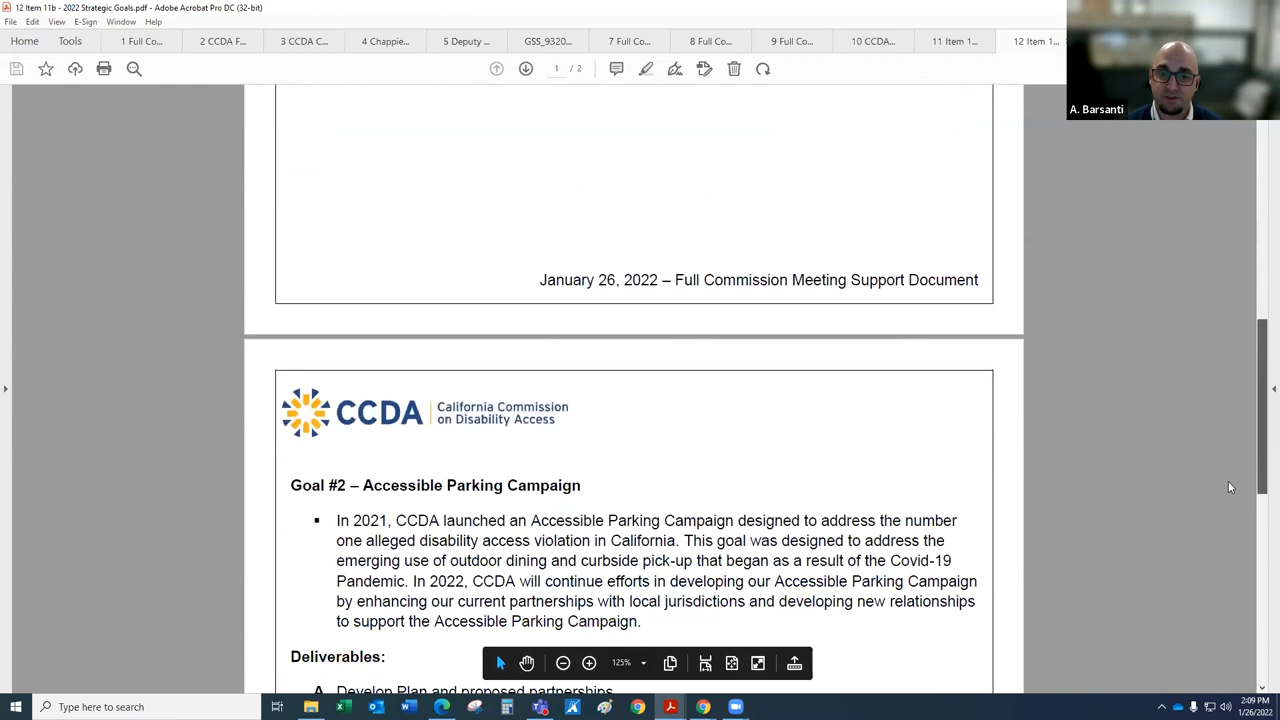 12 Item 11b - 2022 Strategic Goals.pdf - Adobe Acrobat Pro DC (32-bit)
File Edit View E-Sign Window Help
Home Tools 1 Full Co... 2 CCDA F... 3 CCDA C... 4 Chappie... 5 Deputy ... GSS_9320... 7 Full Co... 8 Full Co... 9 Full Co... 10 CCDA... 11 Item 1... 12 Item 1...
1 / 2
A. Barsanti
January 26, 2022 – Full Commission Meeting Support Document
CCDA California Commission
on Disability Access
Goal #2 – Accessible Parking Campaign
▪ In 2021, CCDA launched an Accessible Parking Campaign designed to address the number
one alleged disability access violation in California. This goal was designed to address the
emerging use of outdoor dining and curbside pick-up that began as a result of the Covid-19
Pandemic. In 2022, CCDA will continue efforts in developing our Accessible Parking Campaign
by enhancing our current partnerships with local jurisdictions and developing new relationships
to support the Accessible Parking Campaign.
Deliverables:
125%
A. Develop Plan and proposed partnerships
Type here to search
2:09 PM
1/26/2022